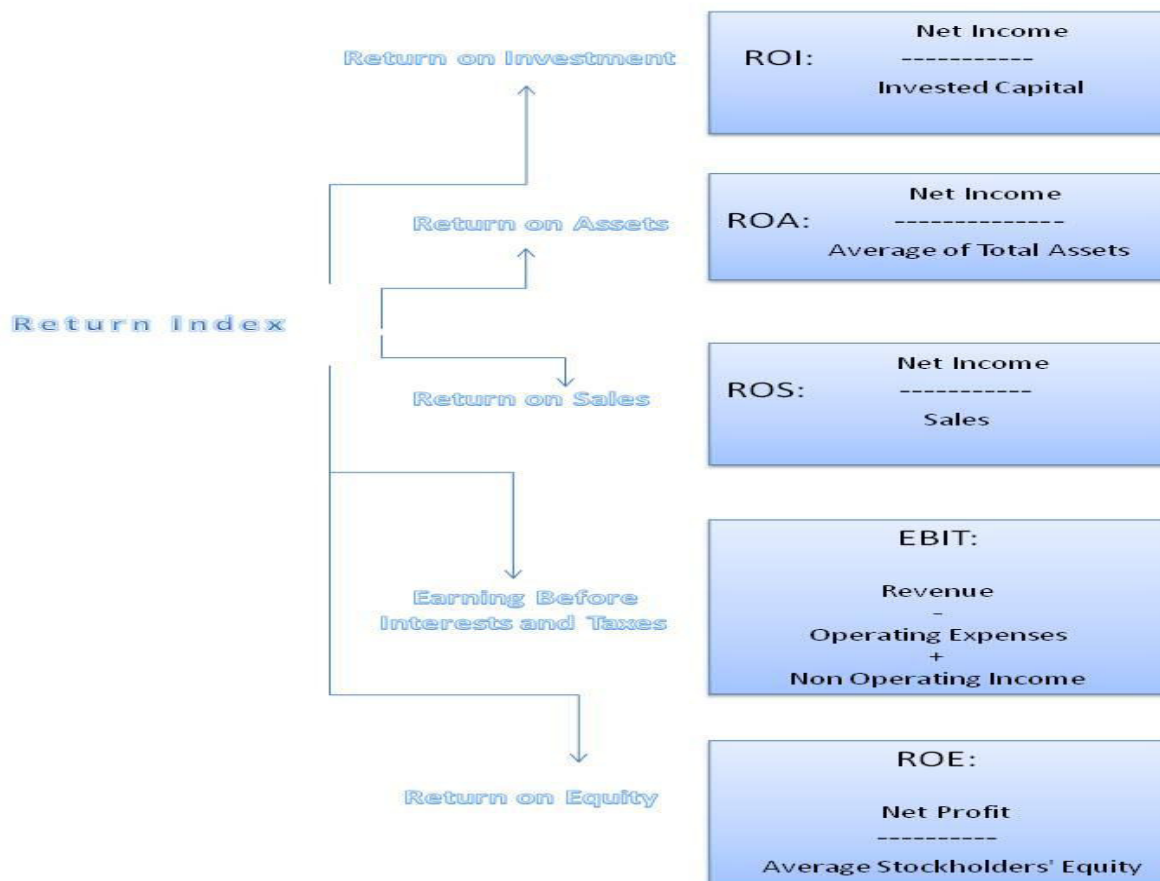 Return on Investment
ROI:
Net Income
-----------
Invested Capital
Return on Assets
ROA:
Net Income
--------------
Average of Total Assets
Return Index
Return on Sales
ROS:
Net Income
-----------
Sales
Earning Before
Interests and Taxes
EBIT:
Revenue
-
Operating Expenses
+
Non Operating Income
Return on Equity
ROE:
Net Profit
----------
Average Stockholders' Equity